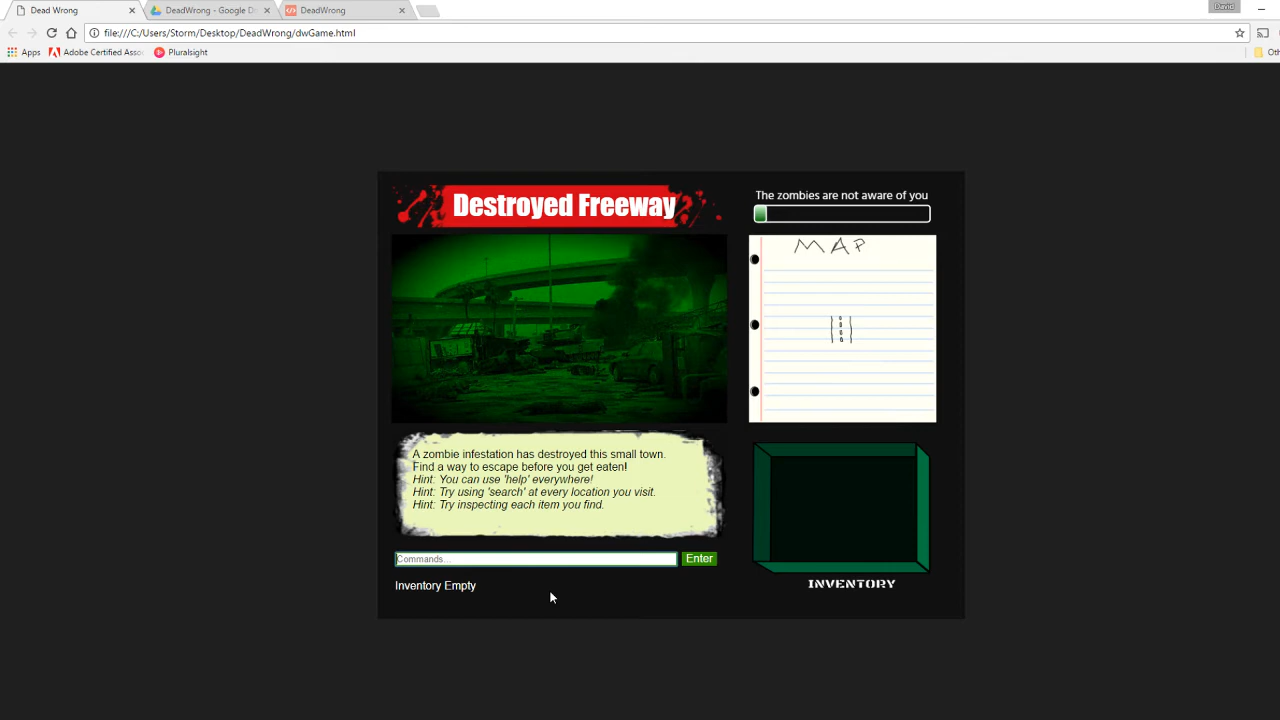 Dead Wrong
DeadWrong - Google D
DeadWrong
David
file:///C:/Users/Storm/Desktop/DeadWrong/dwGame.html
Apps
Adobe Certified Assoc
Pluralsight
Oth
Destroyed Freeway
The zombies are not aware of you
MAP
A zombie infestation has destroyed this small town.
Find a way to escape before you get eaten!
Hint: You can use 'help' everywhere!
Hint: Try using 'search' at every location you visit.
Hint: Try inspecting each item you find.
Commands...
Enter
Inventory Empty
INVENTORY